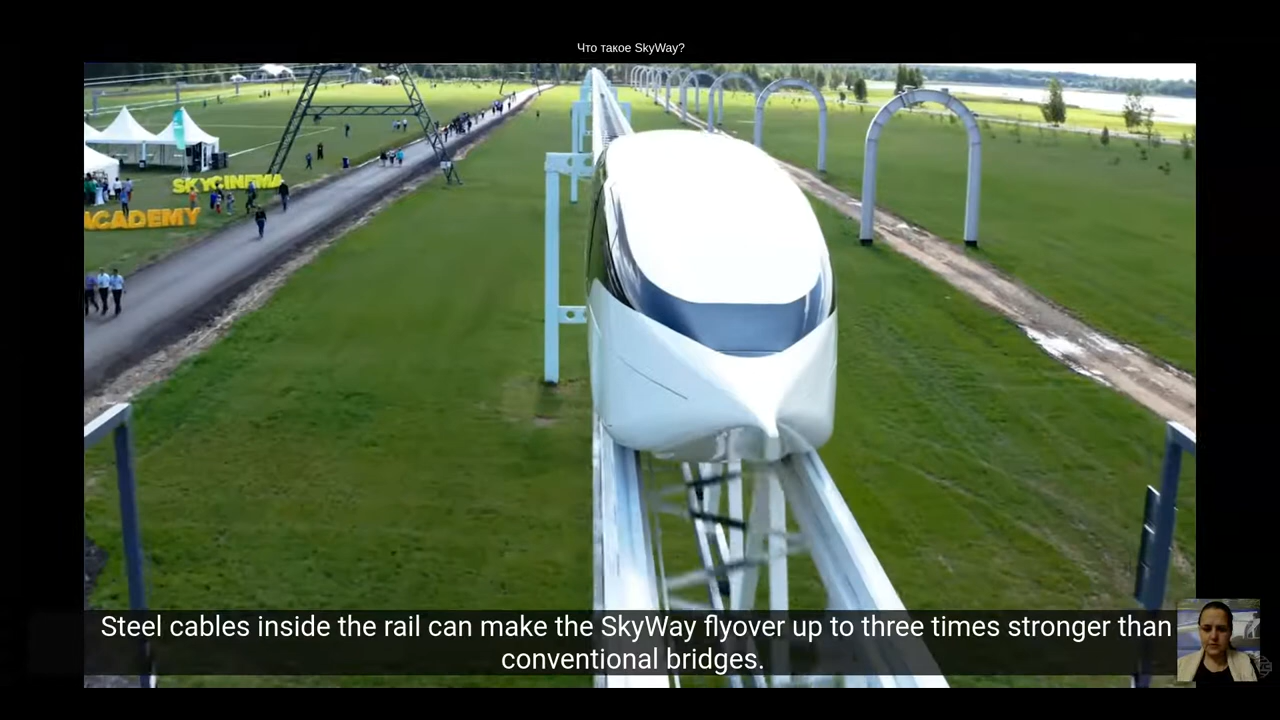 Что такое SkyWay?
SKYCINEMA
ACADEMY
Steel cables inside the rail can make the SkyWay flyover up to three times stronger than
conventional bridges.